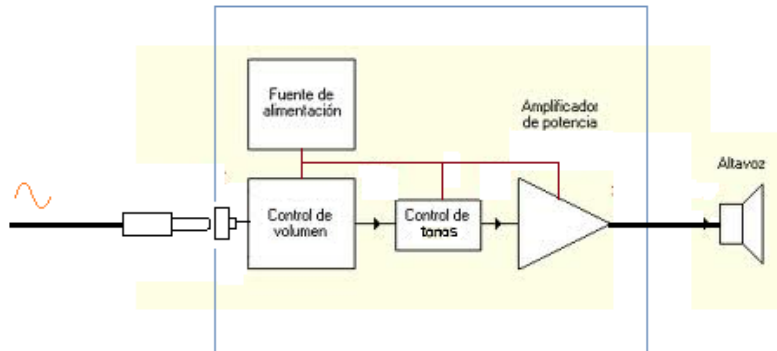 Fuente de
alimentación
Amplificador
de potencia
Altavoz
Control de
volumen
Control de
tonos